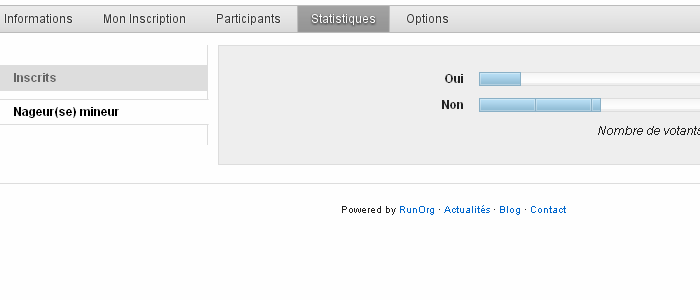 Informations Mon Inscription Participants Statistiques Options
Inscrits
Nageur(se) mineur
Oui
Non
Nombre de votants
Powered by RunOrg · Actualités · Blog · Contact